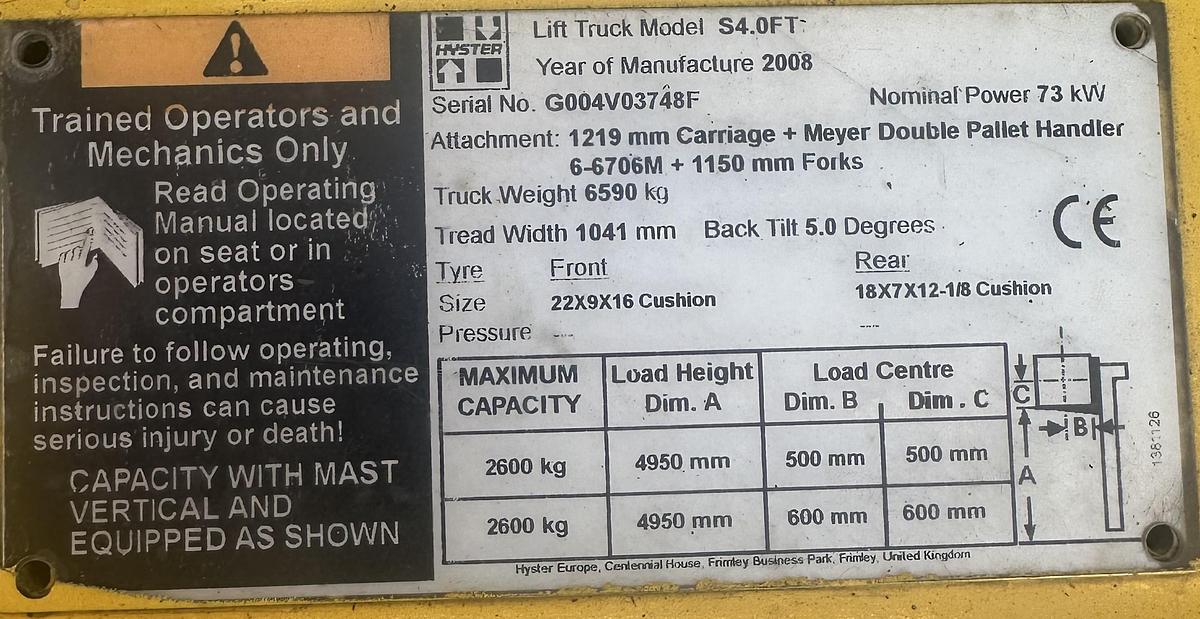 Trained Operators and
Mechanics Only
Read Operating
Manual located
on seat or in
operators
compartment
Failure to follow operating,
inspection, and maintenance
instructions can cause
serious injury or death!
CAPACITY WITH MAST
VERTICAL AND
EQUIPPED AS SHOWN
HYSTER
Lift Truck Model S4.0FT
Year of Manufacture 2008
Serial No. G004V03748F Nominal Power 73 kW
Attachment: 1219 mm Carriage + Meyer Double Pallet Handler
6-6706M + 1150 mm Forks
Truck Weight 6590 kg
Tread Width 1041 mm Back Tilt 5.0 Degrees
CE
Tyre Front Rear
Size 22X9X16 Cushion 18X7X12-1/8 Cushion
Pressure --- ---
MAXIMUM CAPACITY Load Height Dim. A Load Centre Dim. B Dim. C
2600 kg 4950 mm 500 mm 500 mm
2600 kg 4950 mm 600 mm 600 mm
C
B
A
1381126
Hyster Europe, Centennial House, Frimley Business Park, Frimley, United Kingdom